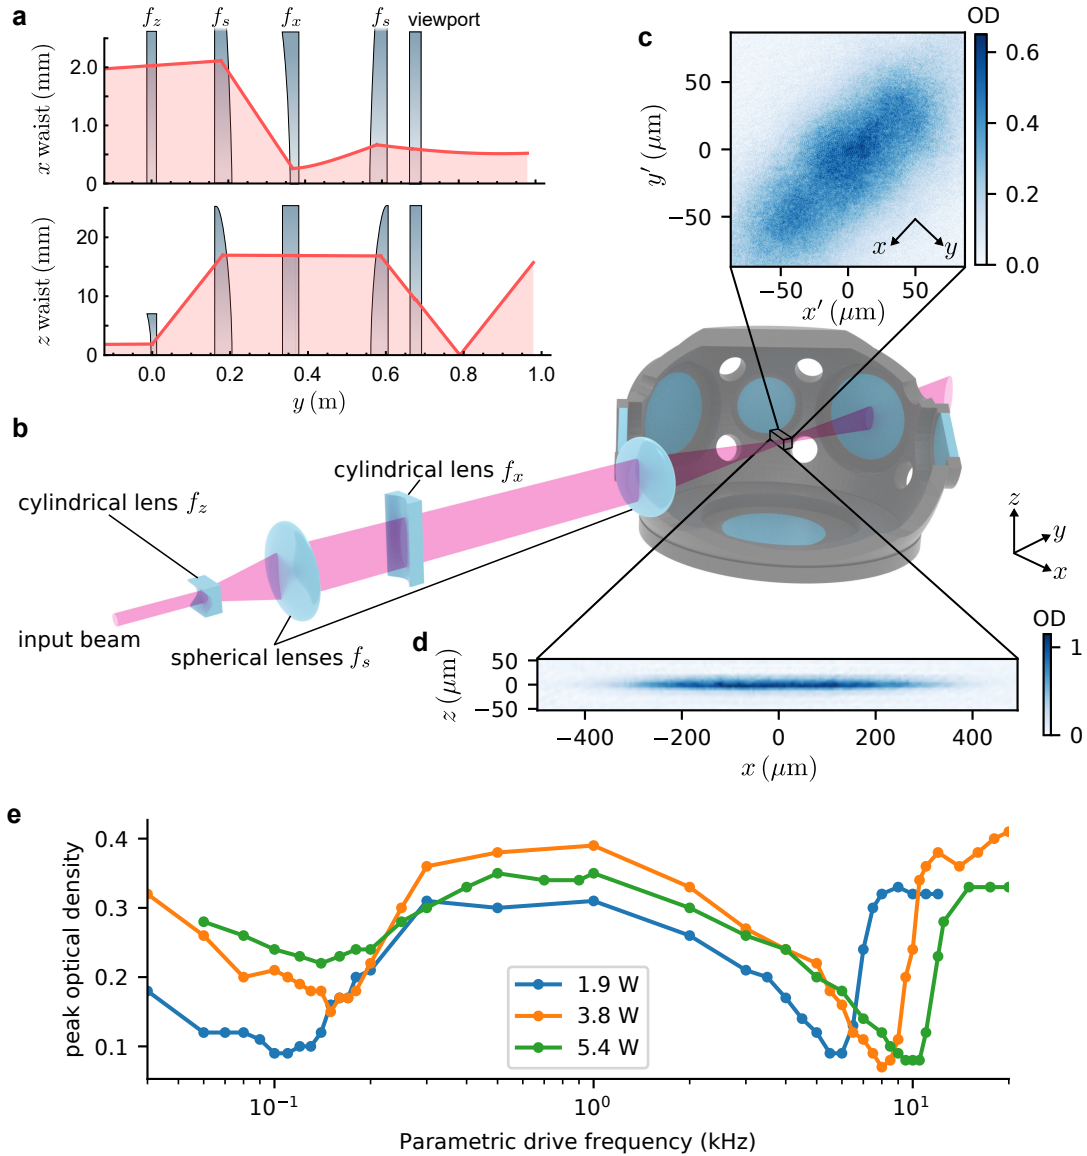 a
f_z f_s f_x f_s viewport
x waist (mm)
2.0
1.0
0
z waist (mm)
20
10
0
0.0 0.2 0.4 0.6 0.8 1.0
y (m)
c
OD
y′ (μm)
50
0
−50
x y
−50 0 50
x′ (μm)
0.6
0.4
0.2
0.0
b
cylindrical lens f_z
cylindrical lens f_x
input beam
spherical lenses f_s
z
y
x
d
OD
z (μm)
50
0
−50
−400 −200 0 200 400
x (μm)
1
0
e
peak optical density
0.4
0.3
0.2
0.1
1.9 W
3.8 W
5.4 W
10⁻¹ 10⁰ 10¹
Parametric drive frequency (kHz)